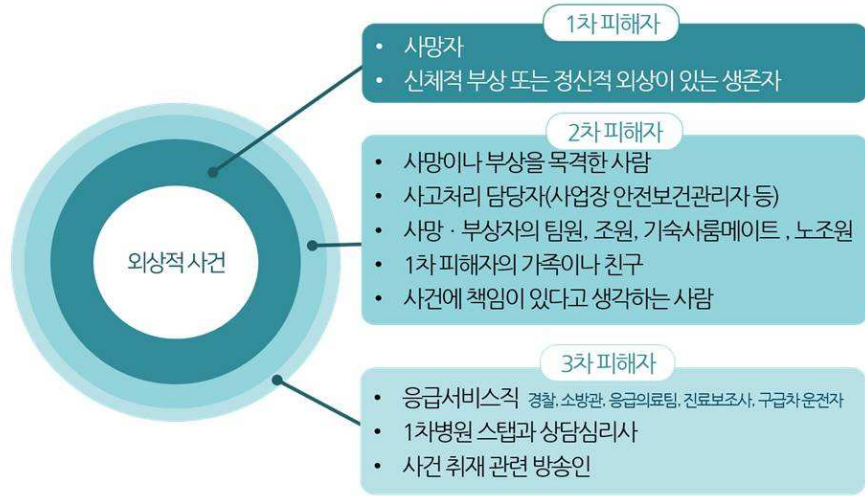 1차 피해자
• 사망자
• 신체적 부상 또는 정신적 외상이 있는 생존자
2차 피해자
• 사망이나 부상을 목격한 사람
• 사고처리 담당자(사업장 안전보건관리자 등)
• 사망 · 부상자의 팀원, 조원, 기숙사룸메이트 , 노조원
• 1차 피해자의 가족이나 친구
• 사건에 책임이 있다고 생각하는 사람
외상적 사건
3차 피해자
• 응급서비스직 경찰, 소방관, 응급의료팀, 진료보조사, 구급차 운전자
• 1차병원 스탭과 상담심리사
• 사건 취재 관련 방송인